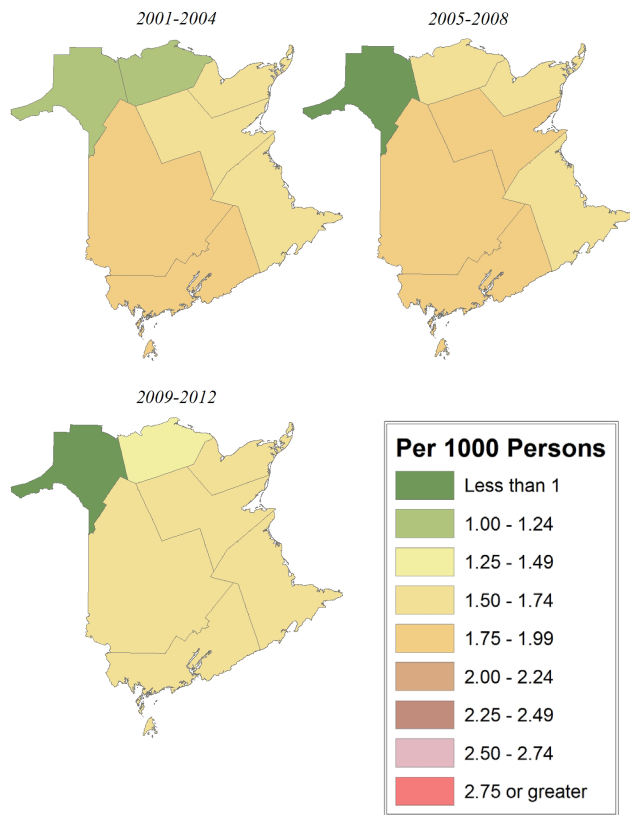 2001-2004
2005-2008
2009-2012
Per 1000 Persons
Less than 1
1.00 - 1.24
1.25 - 1.49
1.50 - 1.74
1.75 - 1.99
2.00 - 2.24
2.25 - 2.49
2.50 - 2.74
2.75 or greater